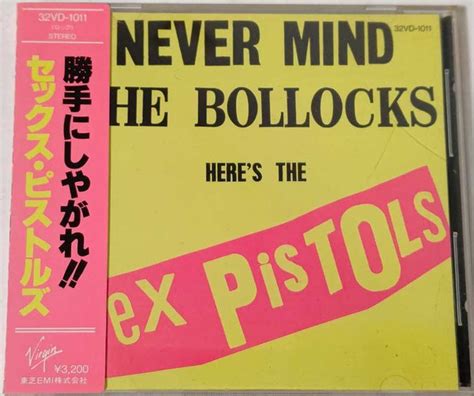 32VD-1011
STEREO
勝手にしやがれ!!
セックス・ピストルズ
Virgin
¥3,200
東芝EMI株式会社
32VD-1011
NEVER MIND
HE BOLLOCKS
HERE'S THE
ex PisTOLs